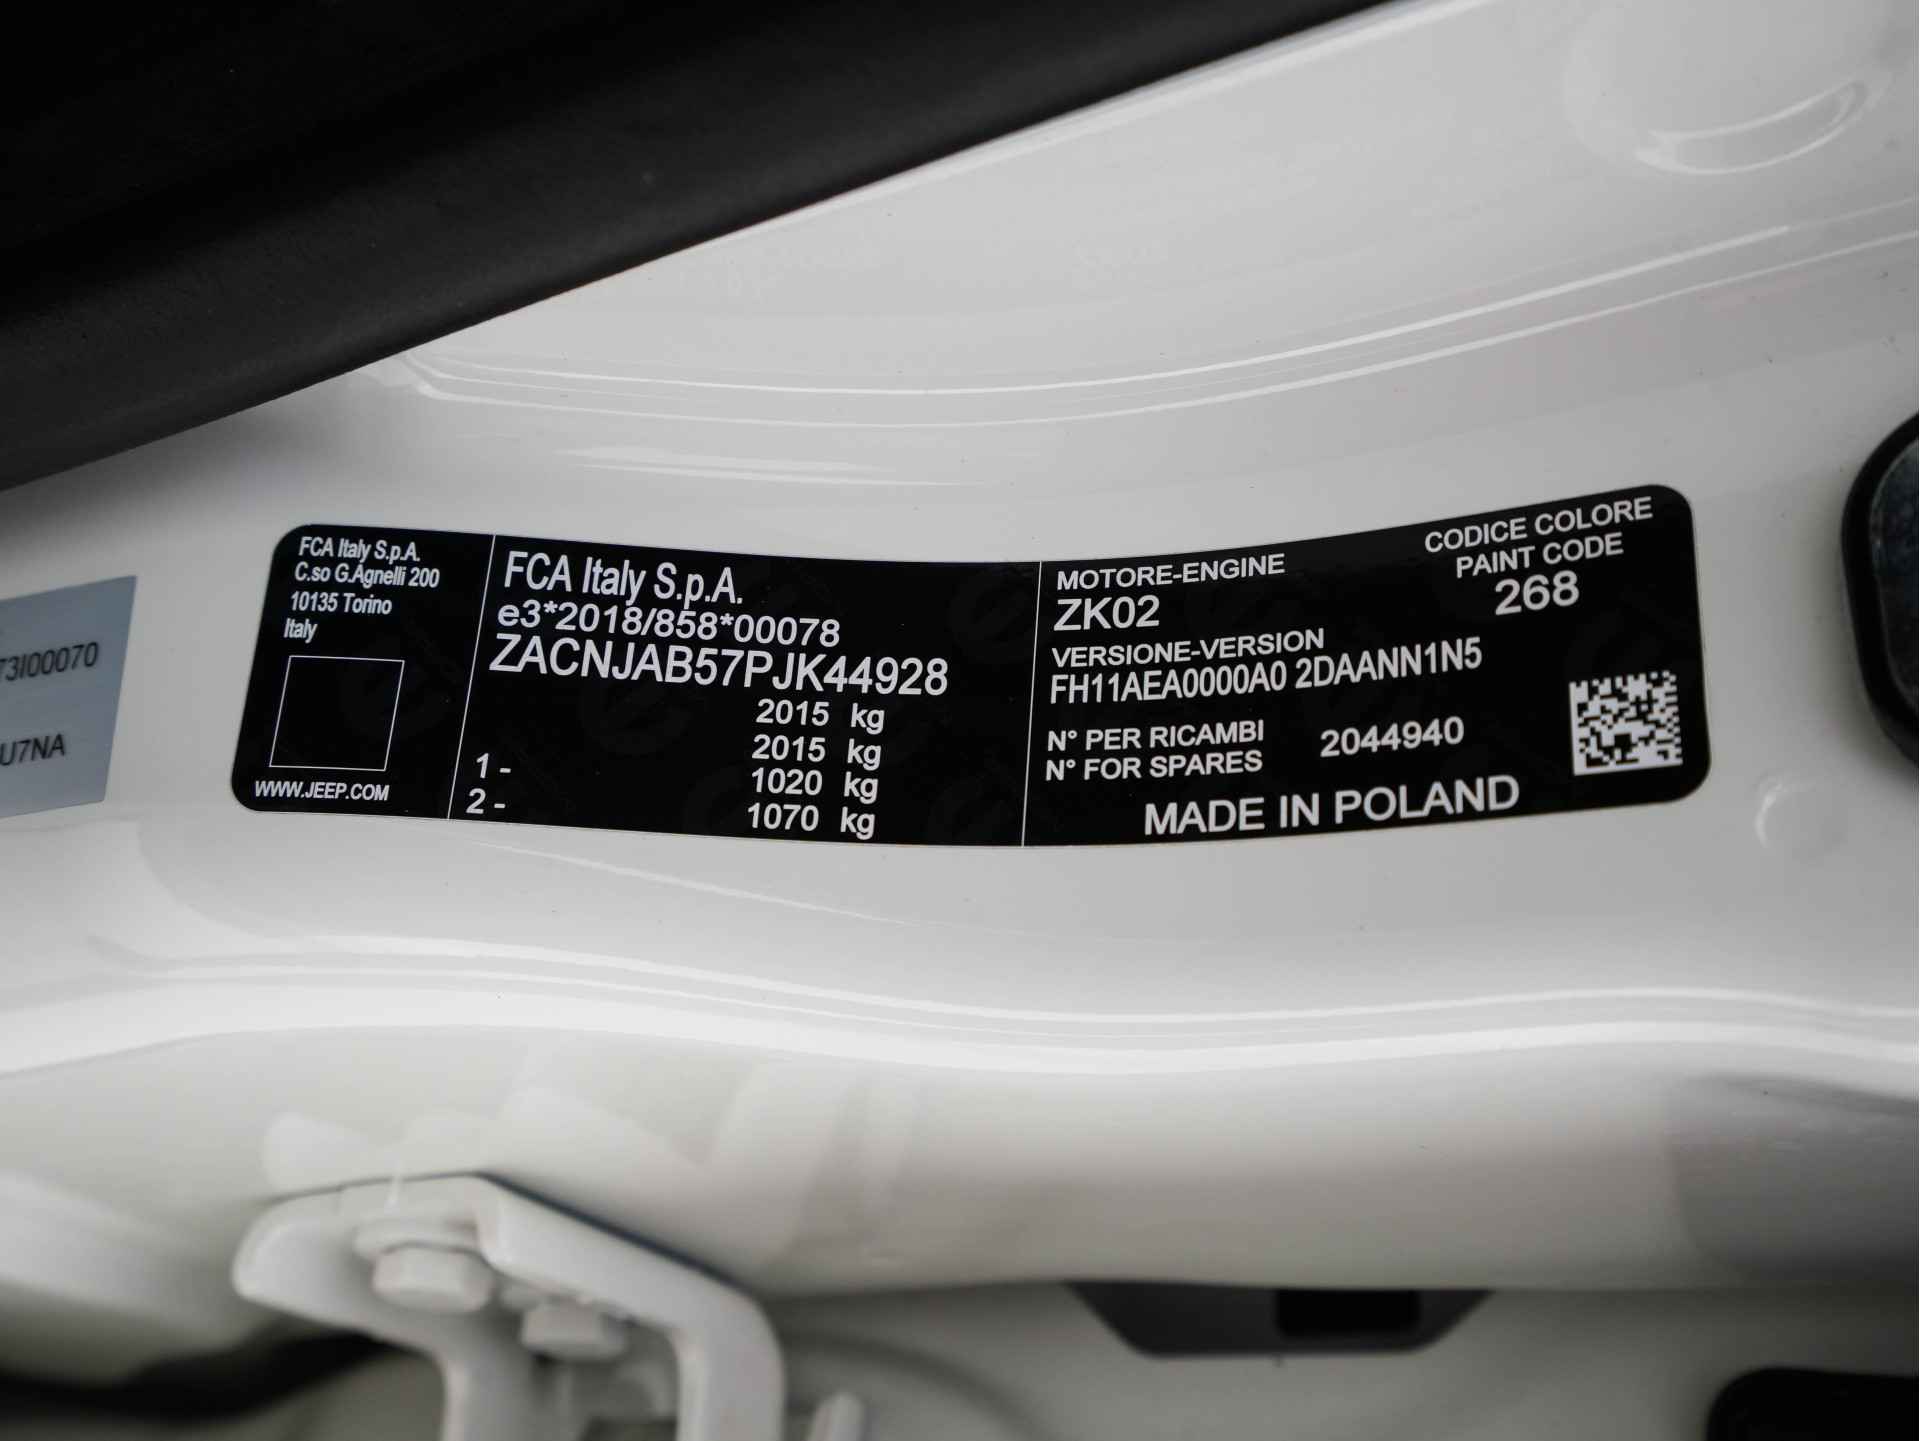 73I00070
U7NA
FCA Italy S.p.A.
C.so G.Agnelli 200
10135 Torino
Italy
WWW.JEEP.COM
FCA Italy S.p.A.
e3*2018/858*00078
ZACNJAB57PJK44928
2015 kg
2015 kg
1 - 1020 kg
2 - 1070 kg
MOTORE-ENGINE
ZK02
CODICE COLORE
PAINT CODE
268
VERSIONE-VERSION
FH11AEA0000A0 2DAANN1N5
N° PER RICAMBI
N° FOR SPARES
2044940
MADE IN POLAND